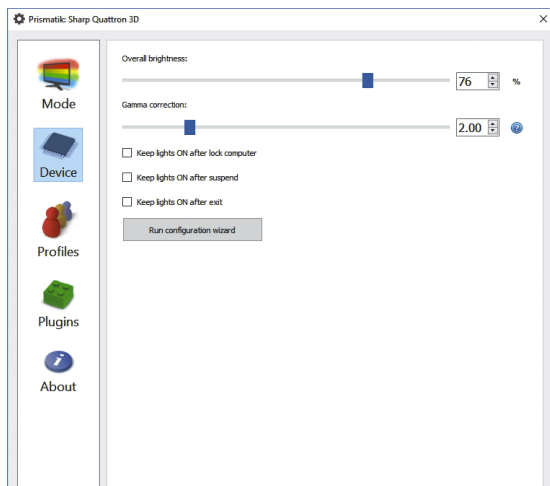 Prismatik: Sharp Quattron 3D
Mode
Device
Profiles
Plugins
i
About
Overall brightness:
76 %
Gamma correction:
2.00 ?
Keep lights ON after lock computer
Keep lights ON after suspend
Keep lights ON after exit
Run configuration wizard